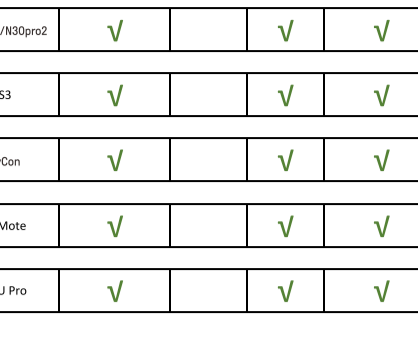 /N30pro2 √ √ √
S3 √ √ √
Con √ √ √
Mote √ √ √
U Pro √ √ √